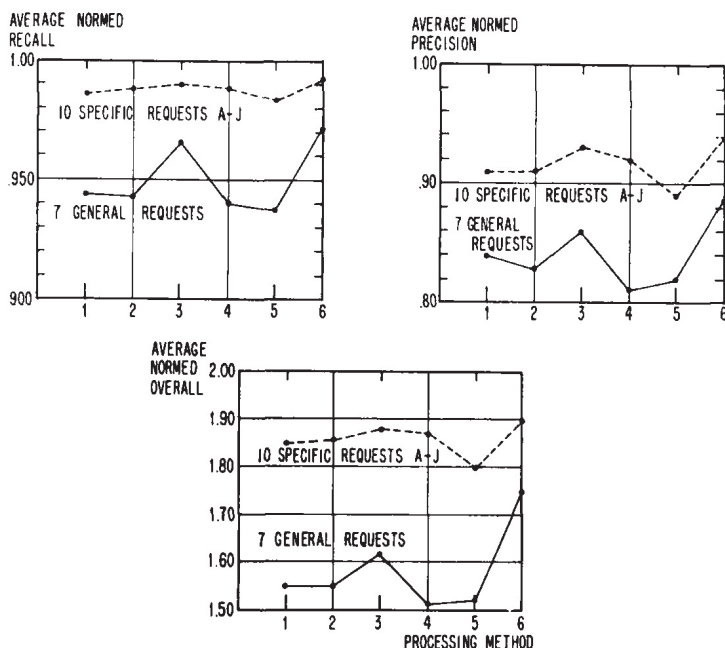 AVERAGE NORMED
RECALL
1.00
.950
.900
10 SPECIFIC REQUESTS A-J
7 GENERAL REQUESTS
1 2 3 4 5 6
AVERAGE NORMED
PRECISION
1.00
.90
.80
10 SPECIFIC REQUESTS A-J
7 GENERAL
REQUESTS
1 2 3 4 5 6
AVERAGE
NORMED
OVERALL
2.00
1.90
1.80
1.70
1.60
1.50
10 SPECIFIC REQUESTS A-J
7 GENERAL REQUESTS
1 2 3 4 5 6
PROCESSING METHOD